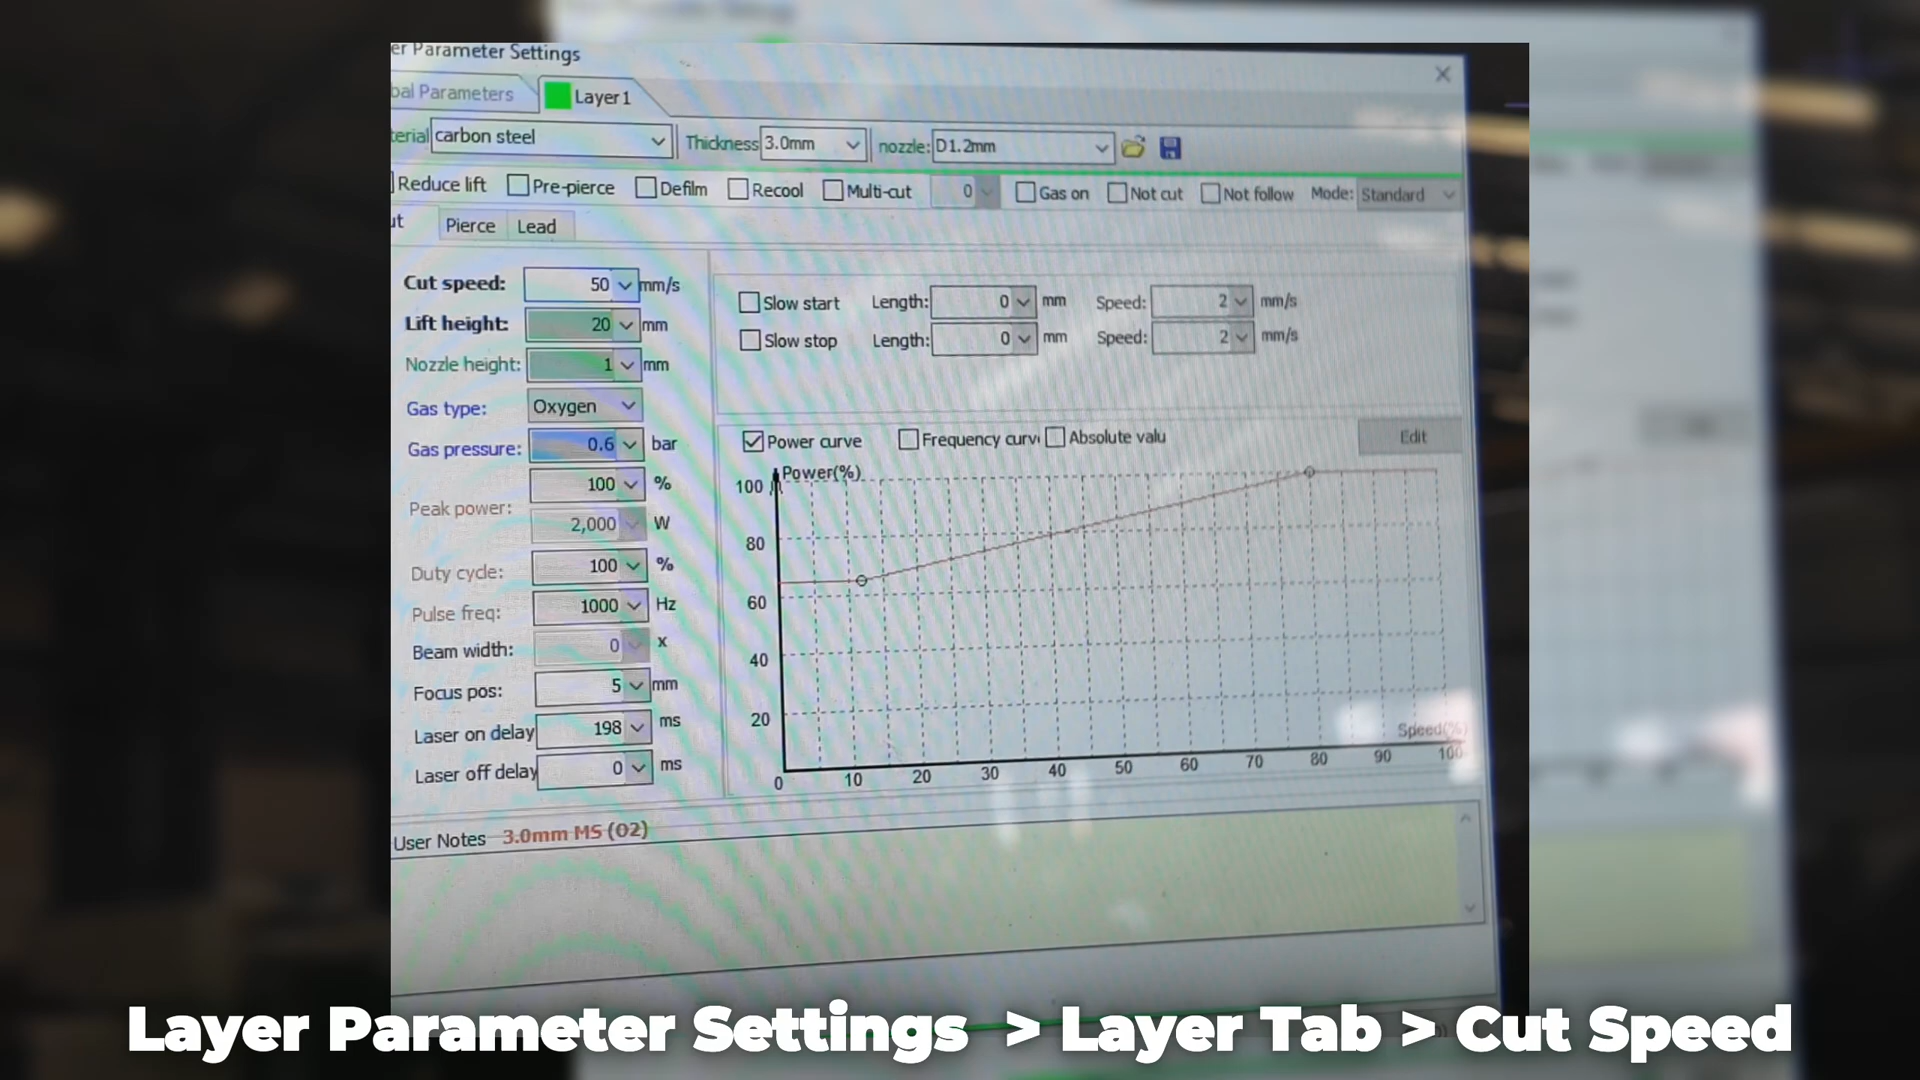 er Parameter Settings
bal Parameters Layer1
terial carbon steel Thickness 3.0mm nozzle: D1.2mm
Reduce lift Pre-pierce Defilm Recool Multi-cut 0 Gas on Not cut Not follow Mode: Standard
ut Pierce Lead
Cut speed: 50 mm/s
Lift height: 20 mm
Nozzle height: 1 mm
Gas type: Oxygen
Gas pressure: 0.6 bar
Peak power: 100 %
2,000 W
Duty cycle: 100 %
Pulse freq: 1000 Hz
Beam width: 0 x
Focus pos: 5 mm
Laser on delay 198 ms
Laser off delay 0 ms
Slow start Length: 0 mm Speed: 2 mm/s
Slow stop Length: 0 mm Speed: 2 mm/s
Power curve Frequency curv Absolute valu Edit
Power(%)
100
80
60
40
20
Speed(%)
0 10 20 30 40 50 60 70 80 90 100
User Notes 3.0mm MS (O2)
Layer Parameter Settings > Layer Tab > Cut Speed